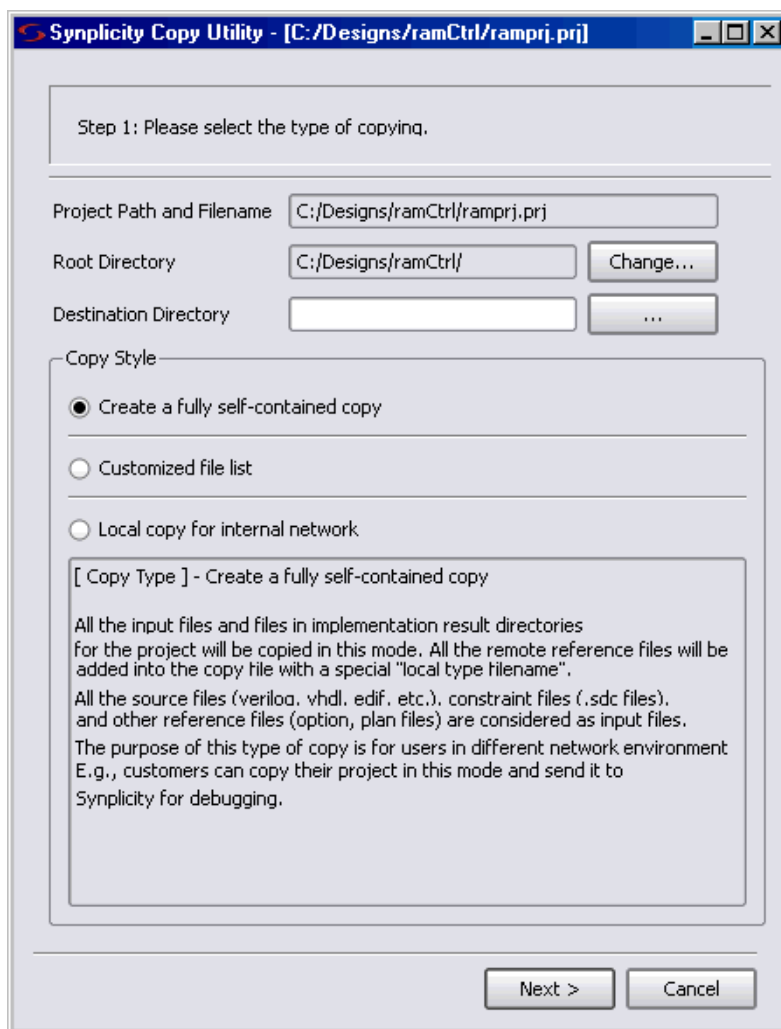 Synplicity Copy Utility - [C:/Designs/ramCtrl/ramprj.prj]
Step 1: Please select the type of copying.
Project Path and Filename C:/Designs/ramCtrl/ramprj.prj
Root Directory C:/Designs/ramCtrl/ Change...
Destination Directory ...
Copy Style
Create a fully self-contained copy
Customized file list
Local copy for internal network
[ Copy Type ] - Create a fully self-contained copy
All the input files and files in implementation result directories
for the project will be copied in this mode. All the remote reference files will be
added into the copy file with a special "local type filename".
All the source files (verilog, vhdl, edif, etc.), constraint files (.sdc files),
and other reference files (option, plan files) are considered as input files.
The purpose of this type of copy is for users in different network environment
E.g., customers can copy their project in this mode and send it to
Synplicity for debugging.
Next > Cancel